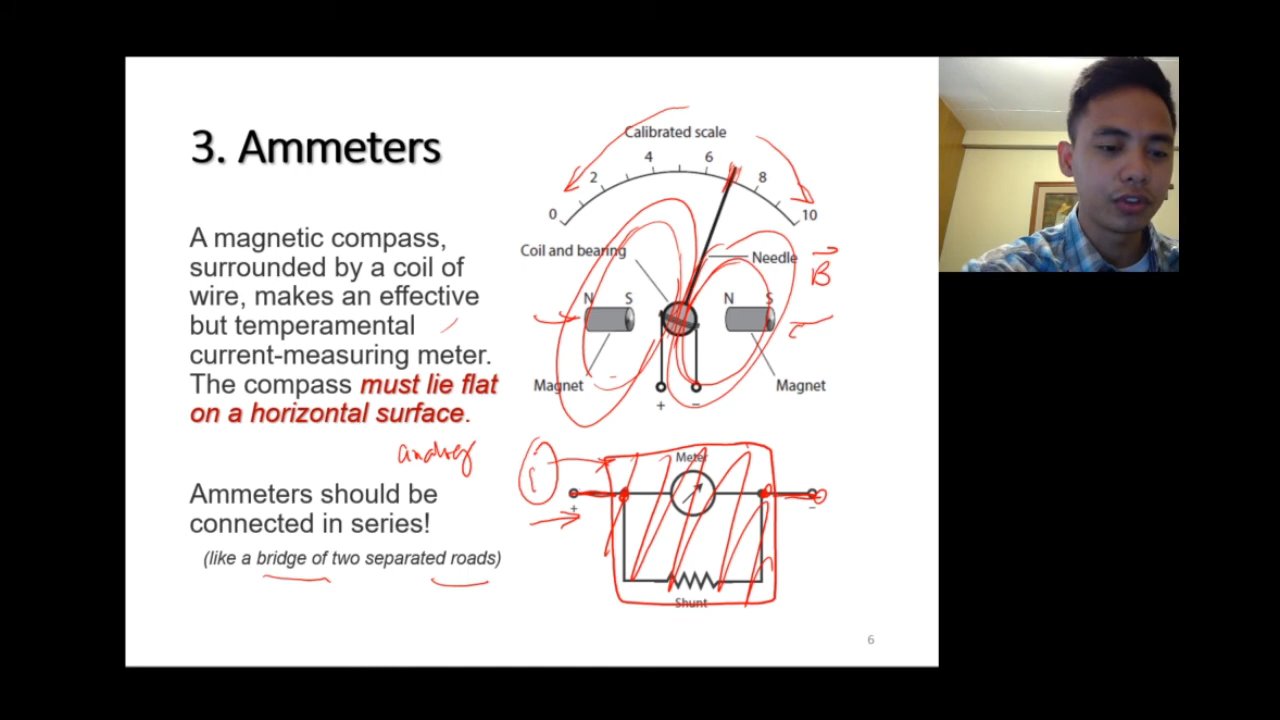 3. Ammeters
A magnetic compass,
surrounded by a coil of
wire, makes an effective
but temperamental
current-measuring meter.
The compass must lie flat
on a horizontal surface.
analog
Ammeters should be
connected in series!
(like a bridge of two separated roads)
Calibrated scale
0 2 4 6 8 10
Coil and bearing
Needle
B
N S
N S
Magnet
Magnet
+ −
Meter
+ −
Shunt
6